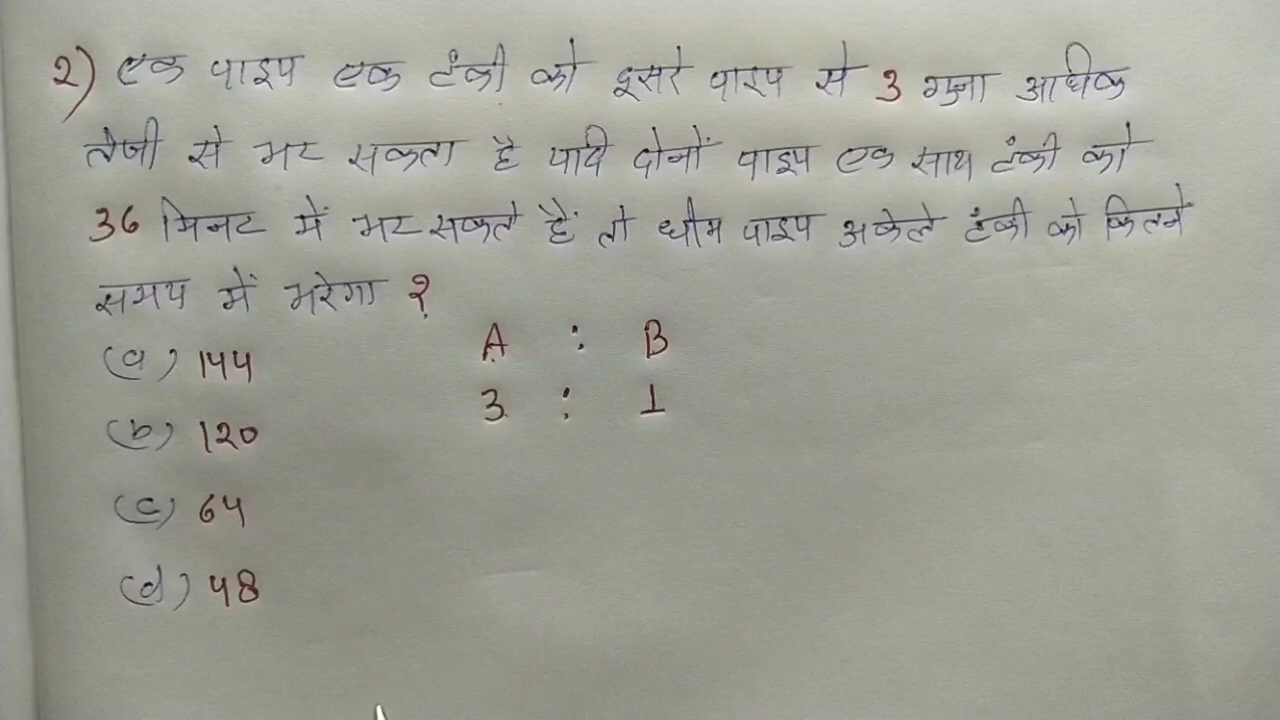 2) एक पाइप एक टंकी को दूसरे पाइप से 3 गुना अधिक
तेजी से भर सकता है यदि दोनों पाइप एक साथ टंकी को
36 मिनट में भर सकते हैं तो धीमा पाइप अकेले टंकी को कितने
समय में भरेगा ?
(a) 144
(b) 120
(c) 64
(d) 48
A : B
3 : 1